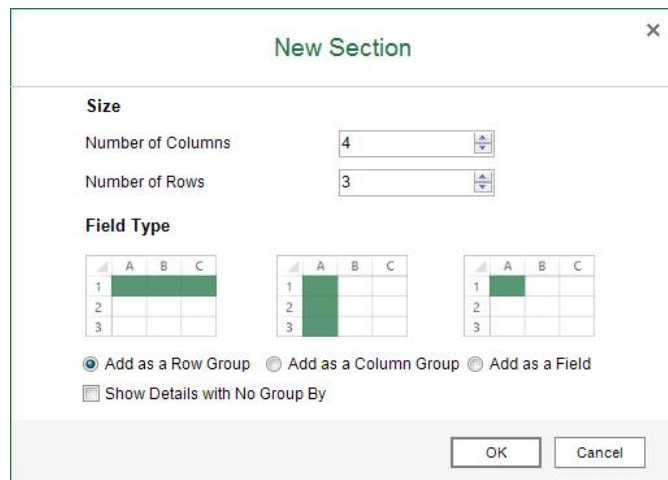 New Section
×
Size
Number of Columns 4
Number of Rows 3
Field Type
A B C A B C A B C
1 1 1
2 2 2
3 3 3
Add as a Row Group Add as a Column Group Add as a Field
Show Details with No Group By
OK Cancel